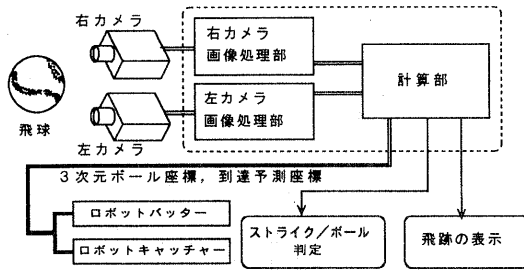 右カメラ
右カメラ
画像処理部
計算部
飛球
左カメラ
左カメラ
画像処理部
3次元ボール座標，到達予測座標
ロボットバッター
ロボットキャッチャー
ストライク／ボール
判定
飛跡の表示